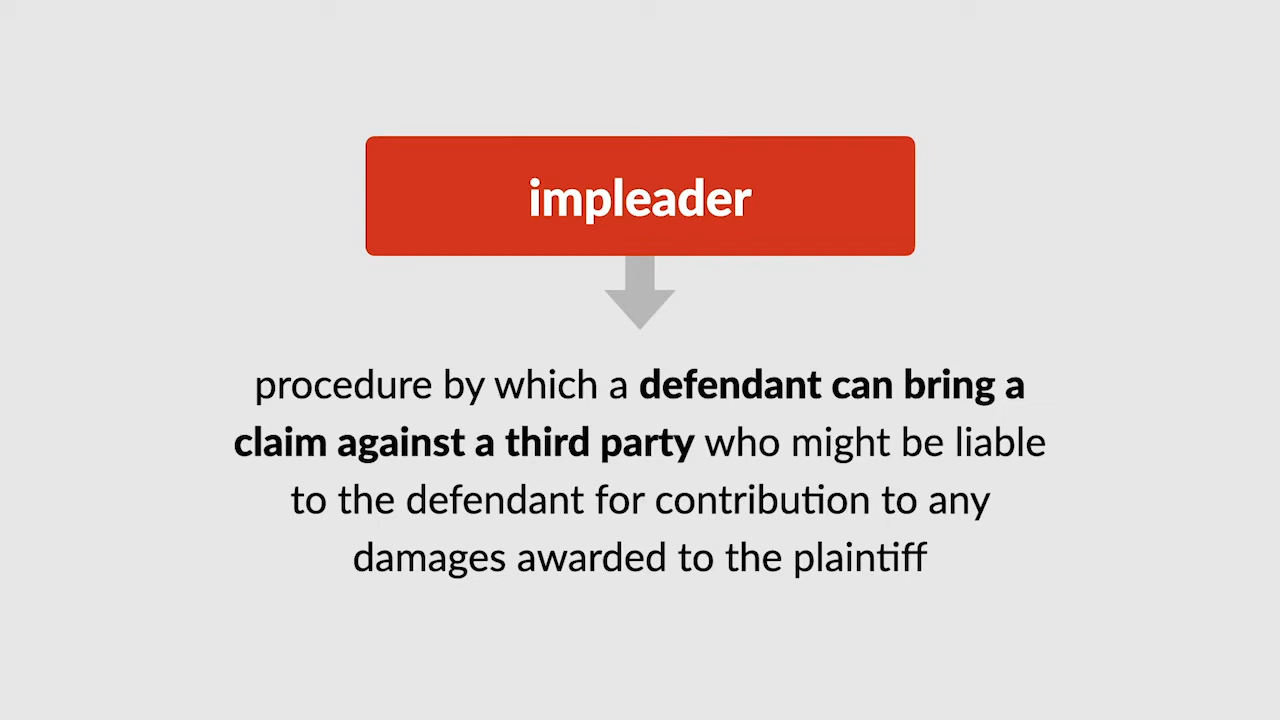 impleader
procedure by which a defendant can bring a
claim against a third party who might be liable
to the defendant for contribution to any
damages awarded to the plaintiff